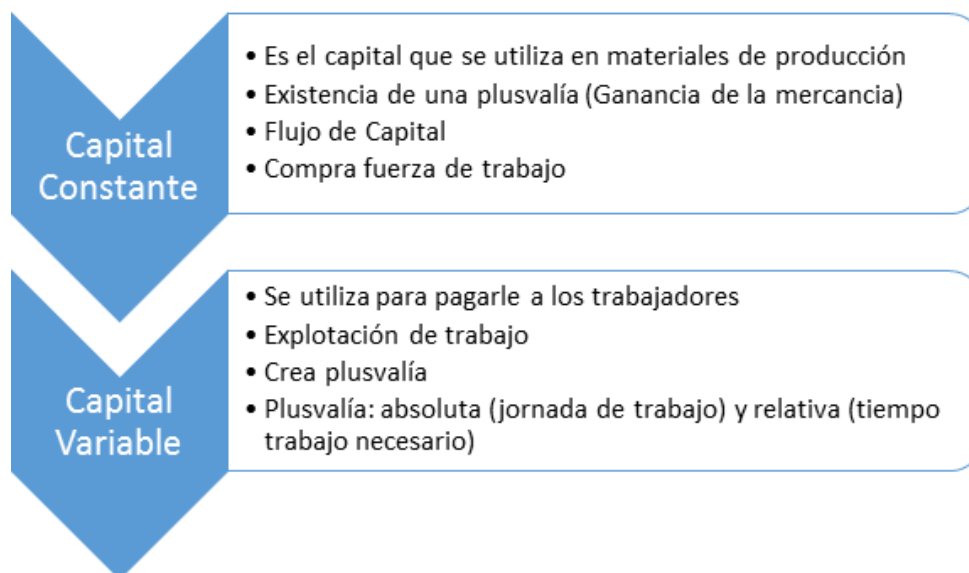 Capital
Constante
• Es el capital que se utiliza en materiales de producción
• Existencia de una plusvalía (Ganancia de la mercancia)
• Flujo de Capital
• Compra fuerza de trabajo
Capital
Variable
• Se utiliza para pagarle a los trabajadores
• Explotación de trabajo
• Crea plusvalía
• Plusvalía: absoluta (jornada de trabajo) y relativa (tiempo
trabajo necesario)